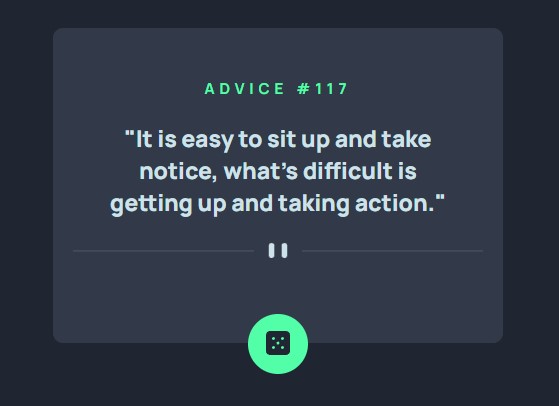 ADVICE #117
"It is easy to sit up and take
notice, what’s difficult is
getting up and taking action."